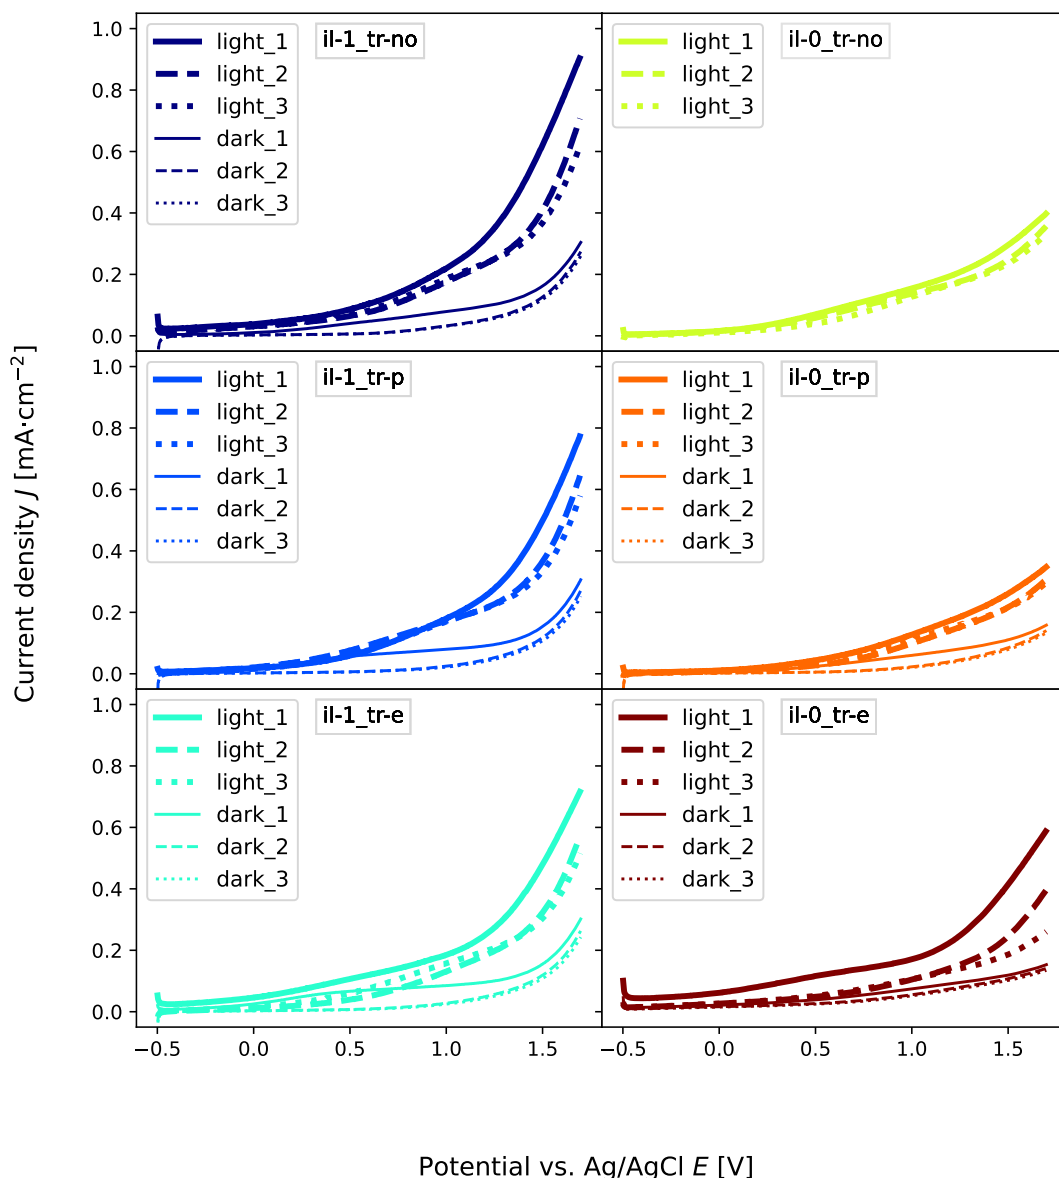 1.0
0.8
0.6
0.4
0.2
0.0
light_1
light_2
light_3
dark_1
dark_2
dark_3
il-1_tr-no
light_1
light_2
light_3
il-0_tr-no
1.0
0.8
0.6
0.4
0.2
0.0
light_1
light_2
light_3
dark_1
dark_2
dark_3
il-1_tr-p
light_1
light_2
light_3
dark_1
dark_2
dark_3
il-0_tr-p
1.0
0.8
0.6
0.4
0.2
0.0
light_1
light_2
light_3
dark_1
dark_2
dark_3
il-1_tr-e
light_1
light_2
light_3
dark_1
dark_2
dark_3
il-0_tr-e
−0.5 0.0 0.5 1.0 1.5
−0.5 0.0 0.5 1.0 1.5
Current density J [mA·cm⁻²]
Potential vs. Ag/AgCl E [V]